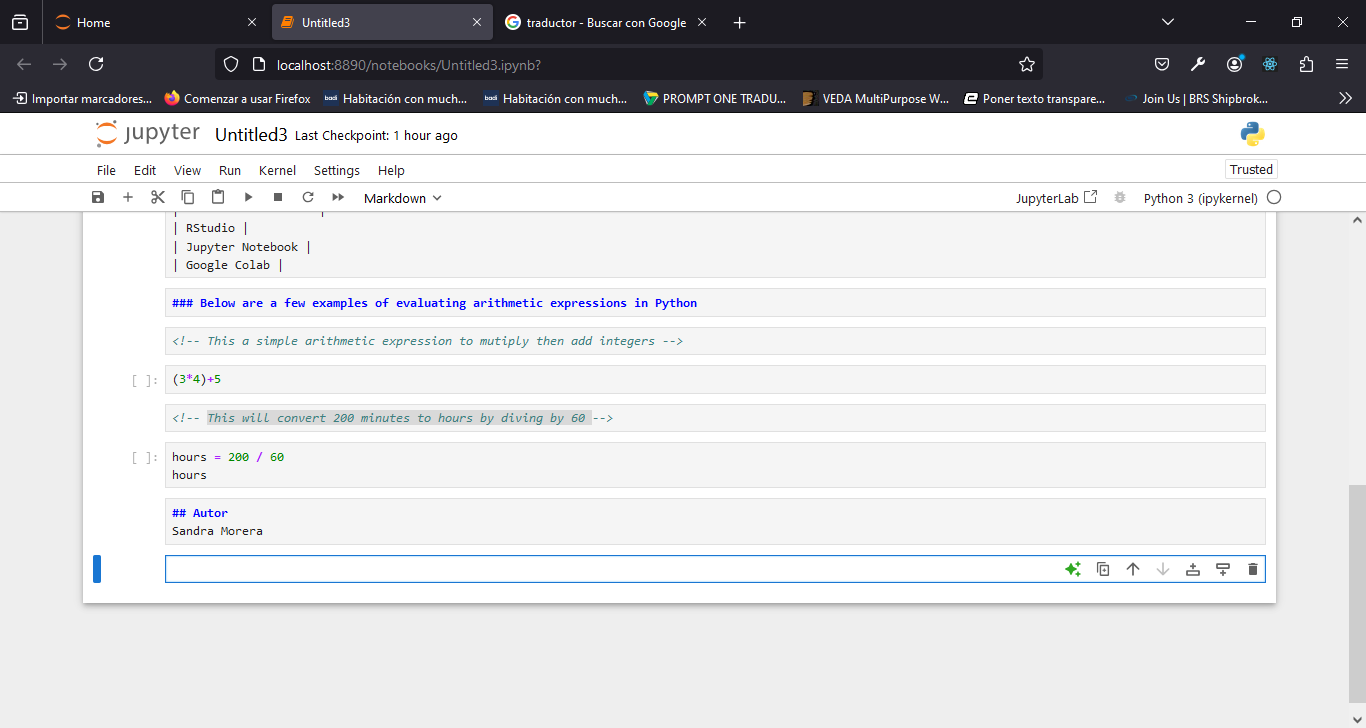 Home
Untitled3
traductor - Buscar con Google
localhost:8890/notebooks/Untitled3.ipynb?
Importar marcadores...
Comenzar a usar Firefox
badi Habitación con much...
badi Habitación con much...
PROMPT ONE TRADU...
VEDA MultiPurpose W...
Poner texto transpare...
Join Us | BRS Shipbrok...
jupyter Untitled3 Last Checkpoint: 1 hour ago
File Edit View Run Kernel Settings Help
Trusted
Markdown
JupyterLab
Python 3 (ipykernel)
| RStudio |
| Jupyter Notebook |
| Google Colab |
### Below are a few examples of evaluating arithmetic expressions in Python
<!-- This a simple arithmetic expression to mutiply then add integers -->
[ ]: (3*4)+5
<!-- This will convert 200 minutes to hours by diving by 60 -->
[ ]: hours = 200 / 60
hours
## Autor
Sandra Morera